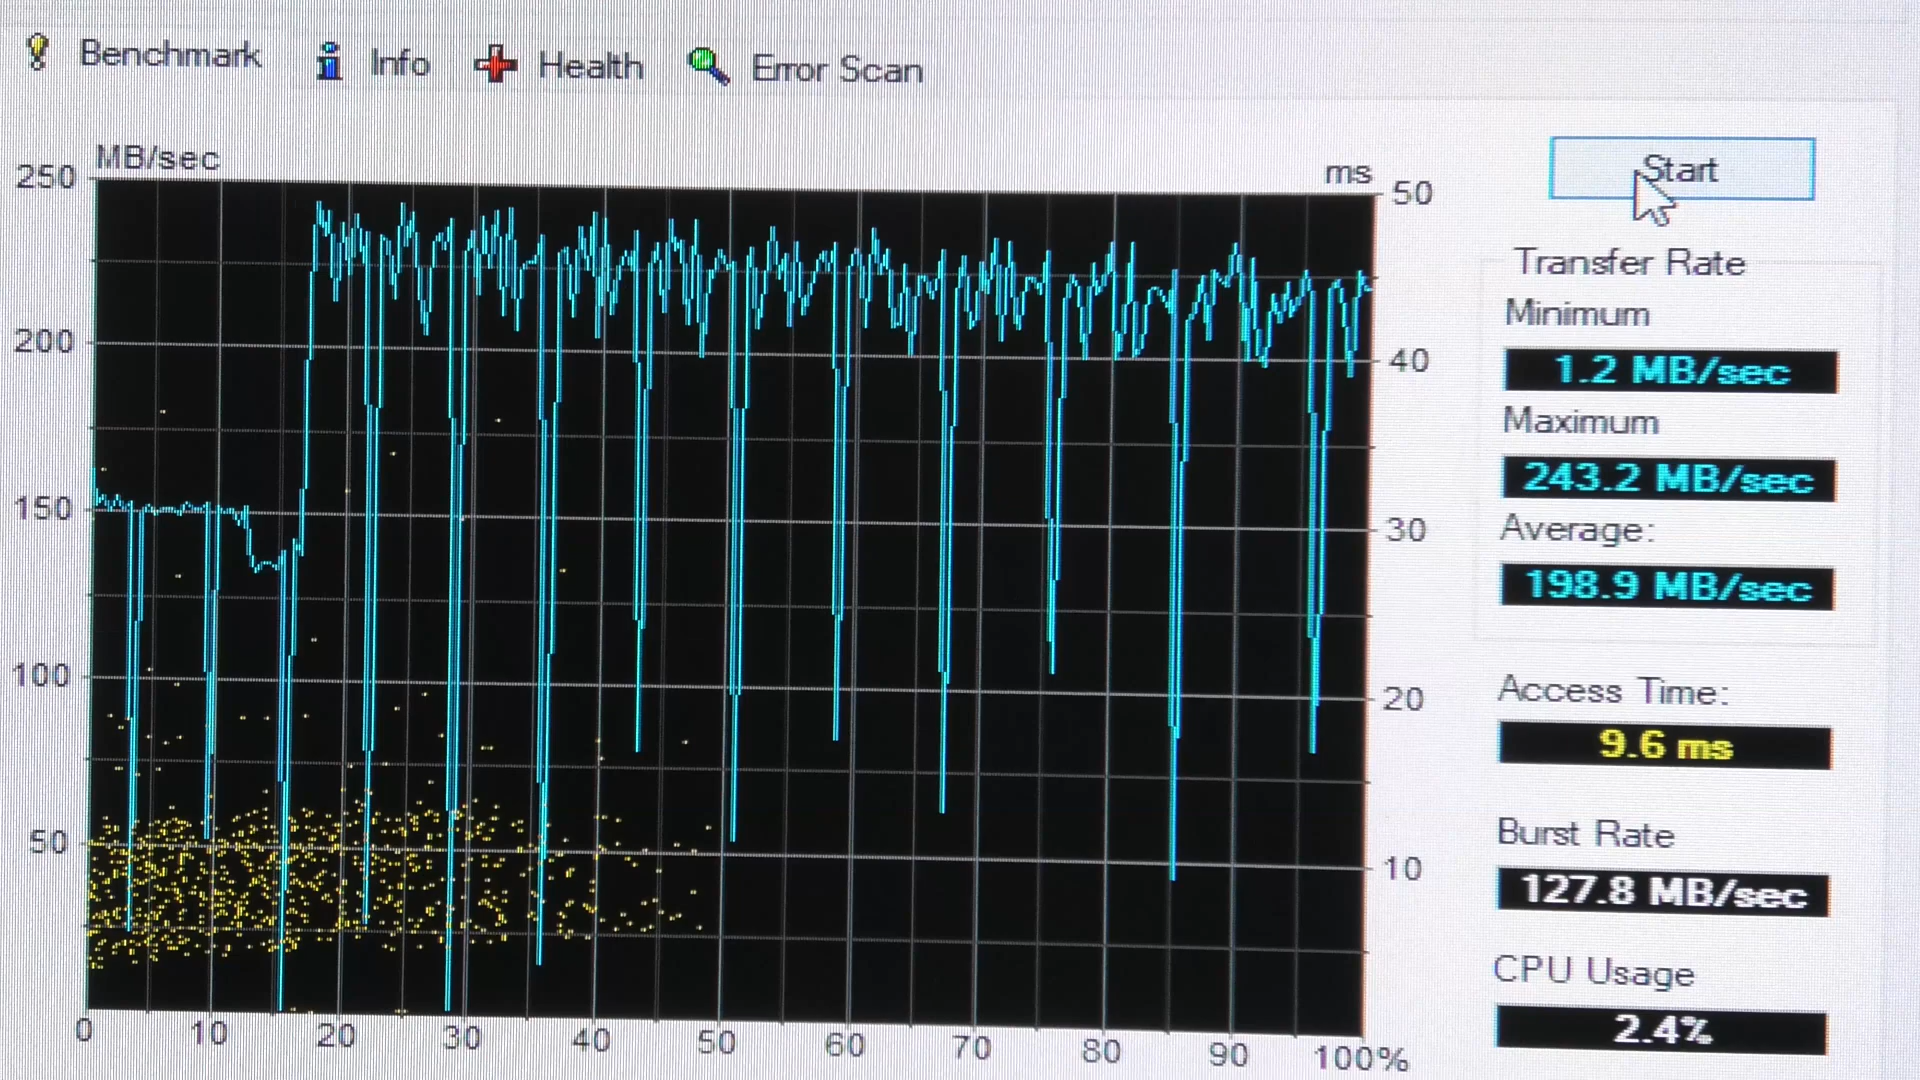 Benchmark Info Health Error Scan
MB/sec
ms
250
200
150
100
50
50
40
30
20
10
0 10 20 30 40 50 60 70 80 90 100%
Start
Transfer Rate
Minimum
1.2 MB/sec
Maximum
243.2 MB/sec
Average:
198.9 MB/sec
Access Time:
9.6 ms
Burst Rate
127.8 MB/sec
CPU Usage
2.4%